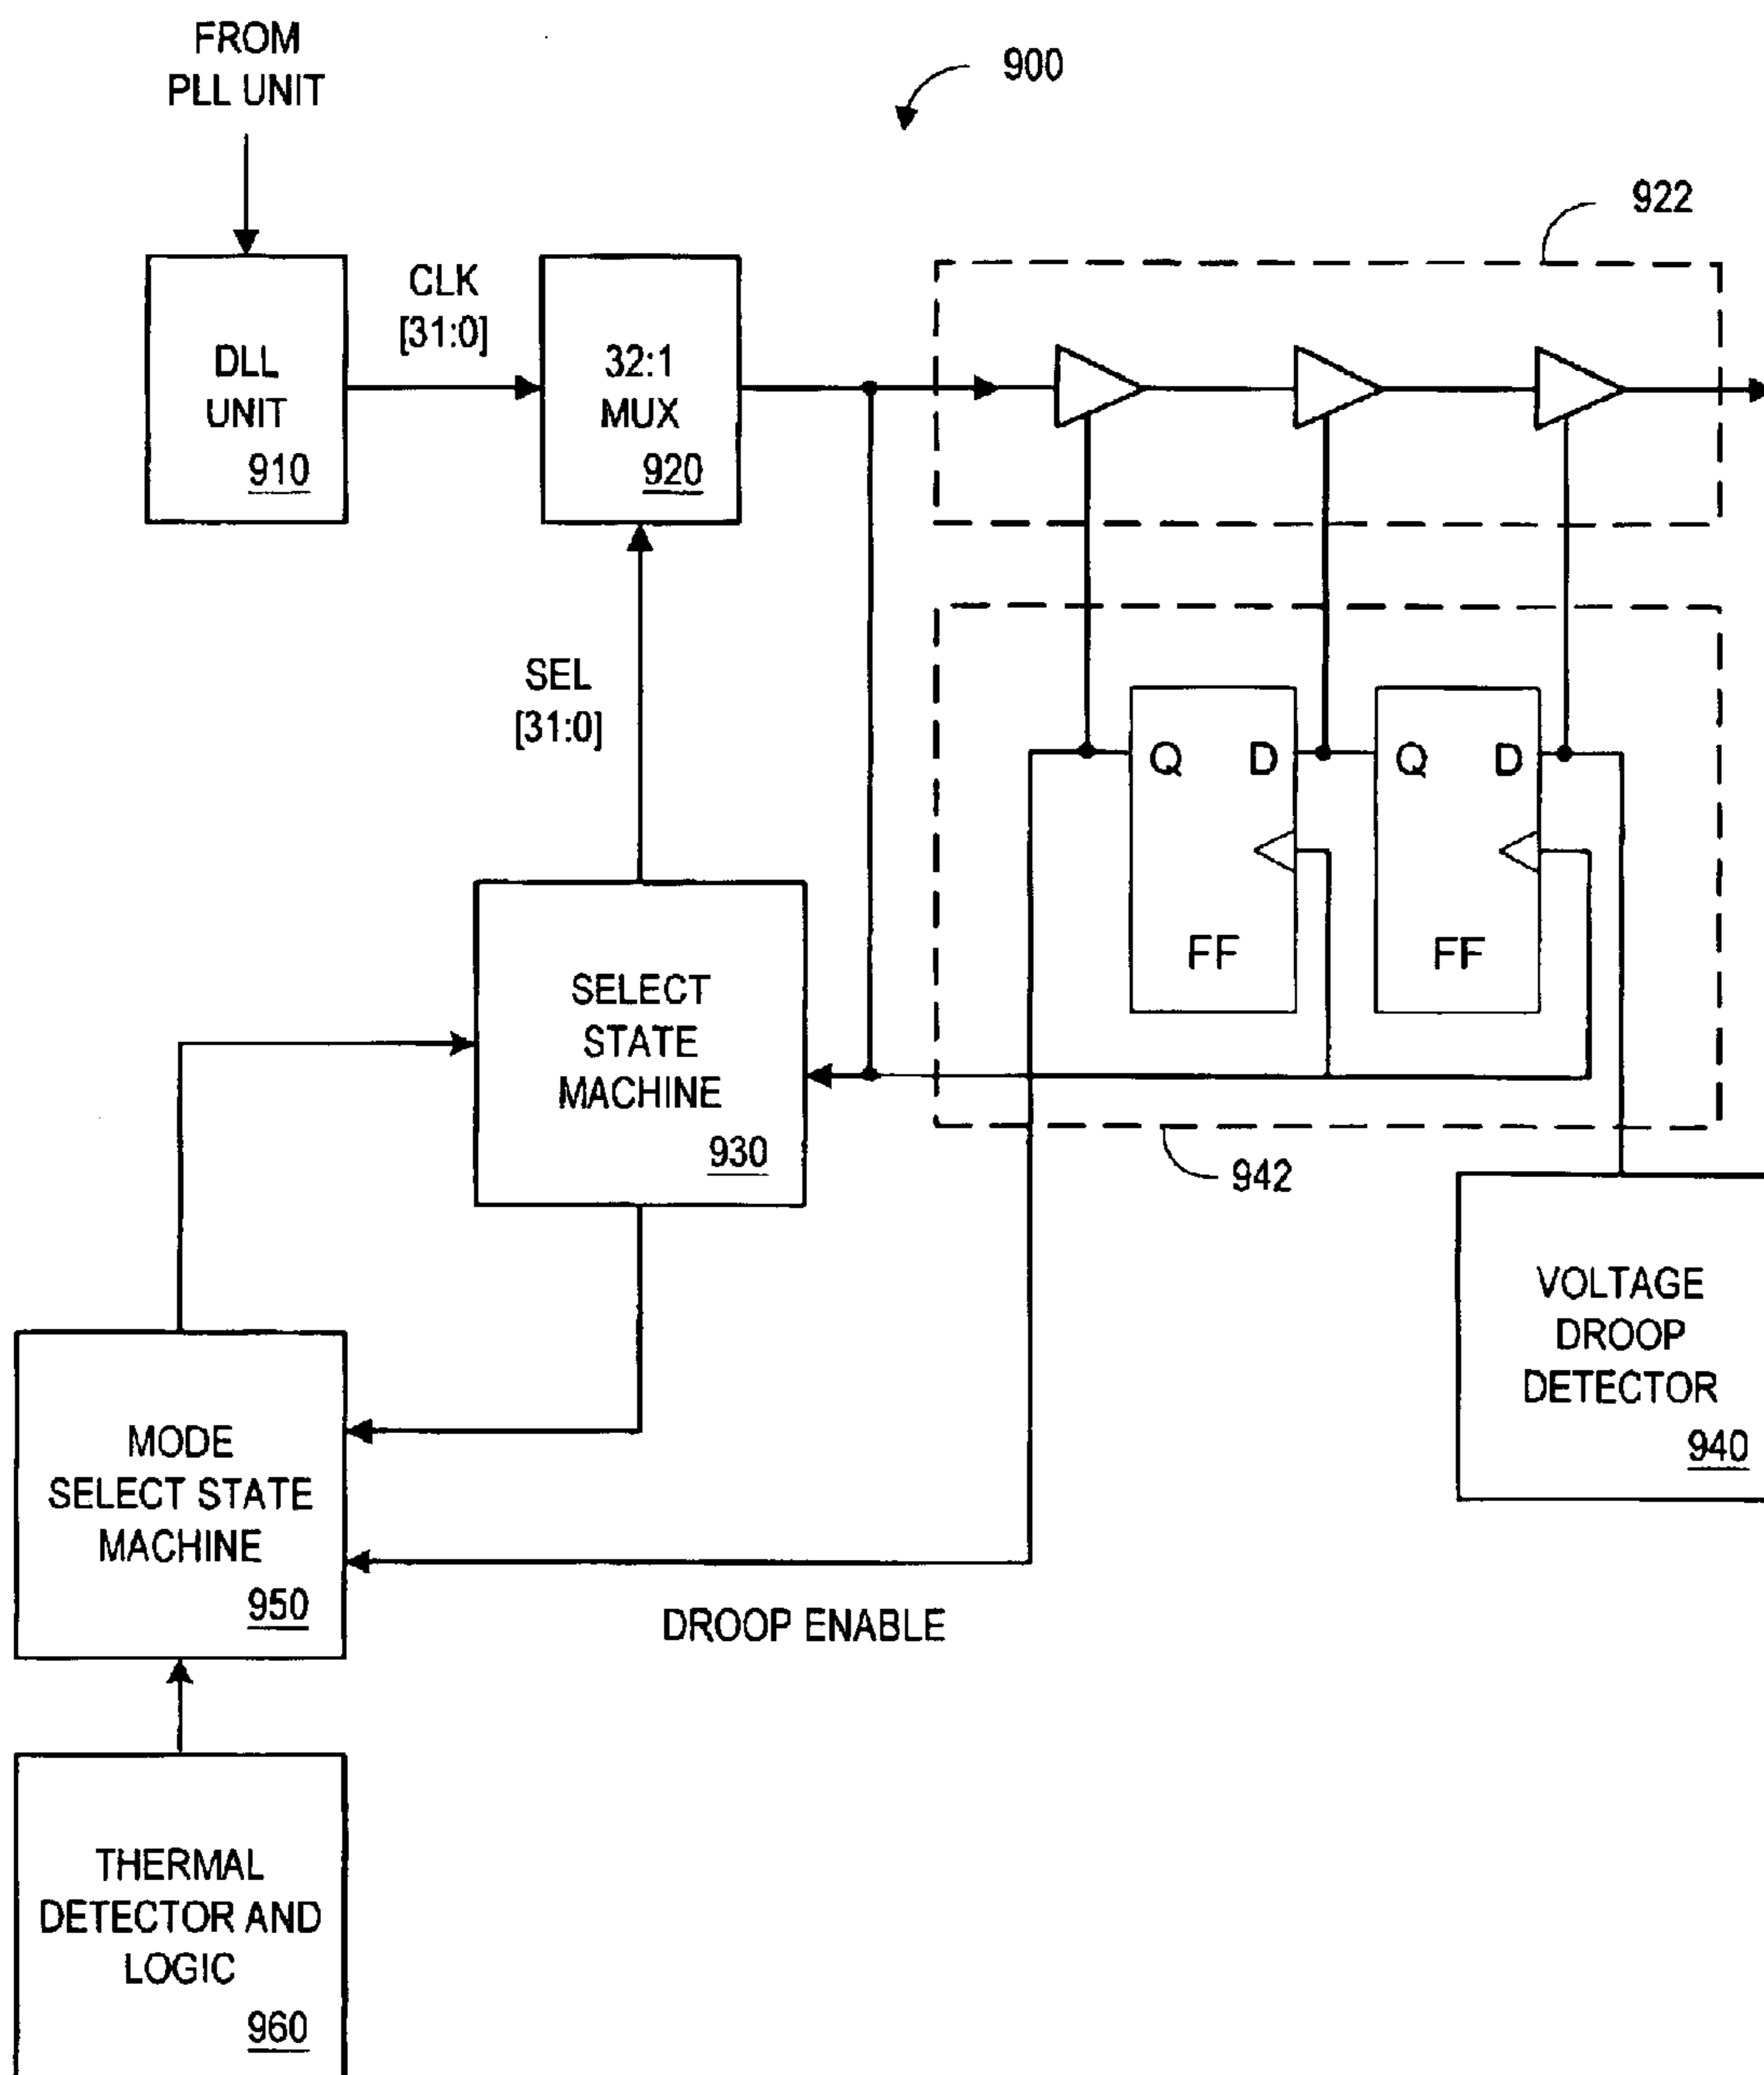 FROM
PLL UNIT
900
922
DLL
UNIT
910
CLK
[31:0]
32:1
MUX
920
SEL
[31:0]
Q D
FF
Q D
FF
SELECT
STATE
MACHINE
930
942
VOLTAGE
DROOP
DETECTOR
940
MODE
SELECT STATE
MACHINE
950
DROOP ENABLE
THERMAL
DETECTOR AND
LOGIC
960